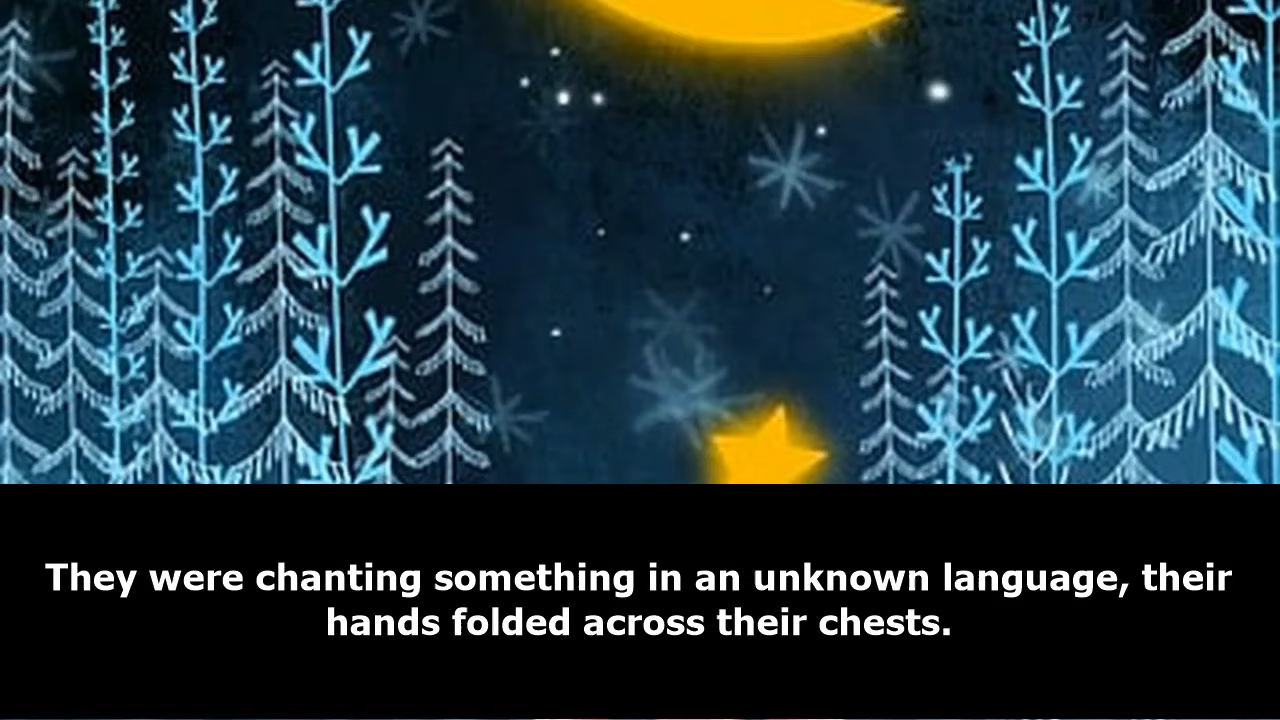 They were chanting something in an unknown language, their
hands folded across their chests.